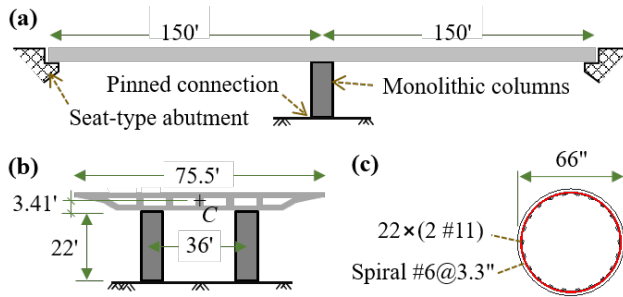 (a)
150'
150'
Pinned connection
Monolithic columns
Seat-type abutment
(b)
75.5'
3.41'
C
22'
36'
(c)
66"
22×(2 #11)
Spiral #6@3.3"